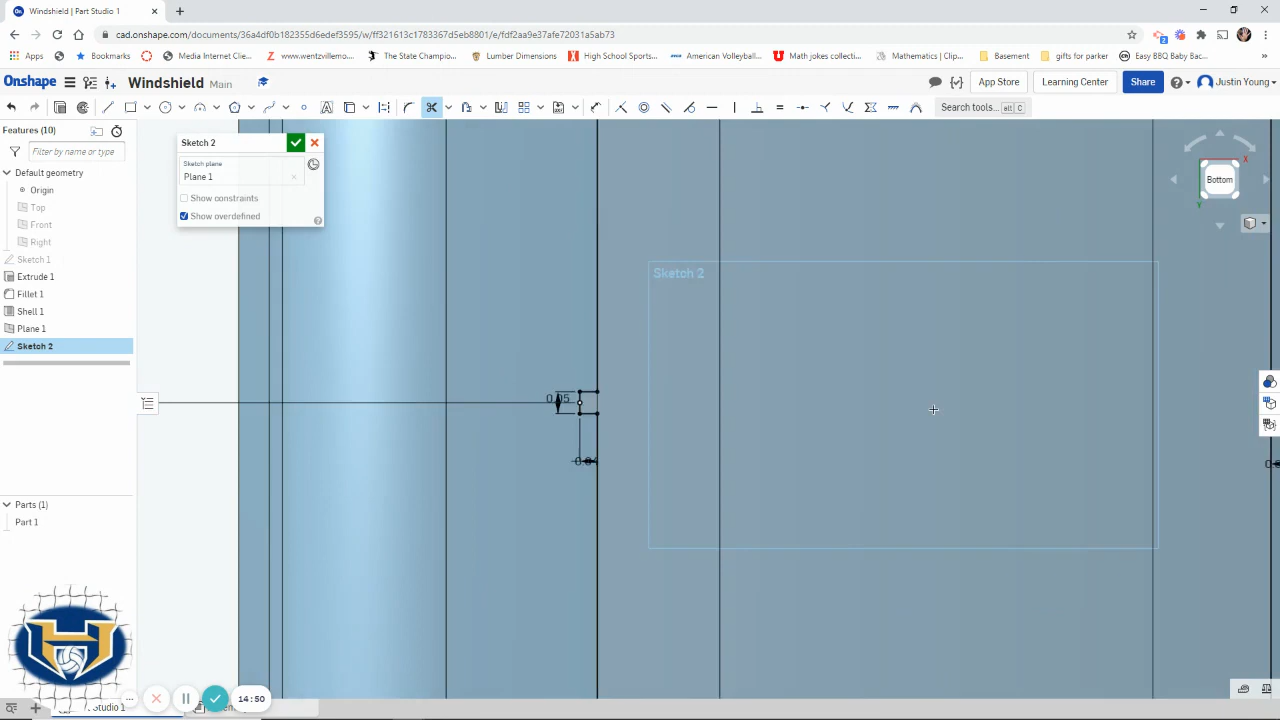 Windshield | Part Studio 1
cad.onshape.com/documents/36a4df0b182355d6edef3595/w/ff321613c1783367d5eb8801/e/fdf2aa9e37afe72031a5ab73
Apps
Bookmarks
Media Internet Clie...
www.wentzvillemo...
The State Champio...
Lumber Dimensions
High School Sports...
American Volleyball...
Math jokes collecti...
Mathematics | Clip...
Basement
gifts for parker
Easy BBQ Baby Bac...
Onshape
Windshield
Main
App Store
Learning Center
Share
Justin Young
Search tools...
alt
C
Features (10)
Filter by name or type
Default geometry
Origin
Top
Front
Right
Sketch 1
Extrude 1
Fillet 1
Shell 1
Plane 1
Sketch 2
Parts (1)
Part 1
Sketch 2
Sketch plane
Plane 1
Show constraints
Show overdefined
Sketch 2
0.05
Bottom
X
Y
14:50
Studio 1